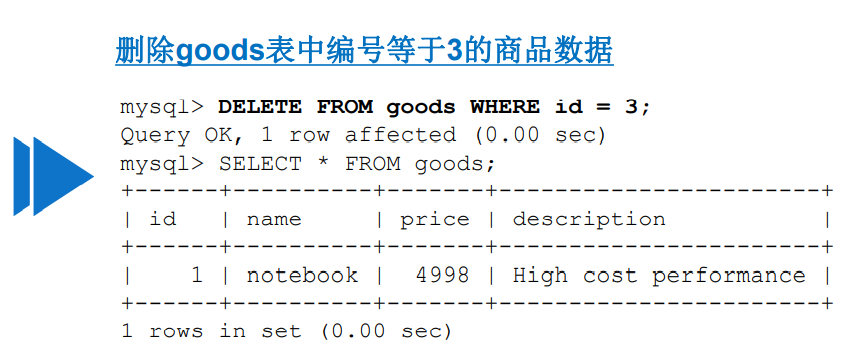 删除goods表中编号等于3的商品数据
mysql> DELETE FROM goods WHERE id = 3;
Query OK, 1 row affected (0.00 sec)
mysql> SELECT * FROM goods;
+------+----------+-------+-----------------------+
| id   | name     | price | description           |
+------+----------+-------+-----------------------+
|    1 | notebook |  4998 | High cost performance |
+------+----------+-------+-----------------------+
1 rows in set (0.00 sec)